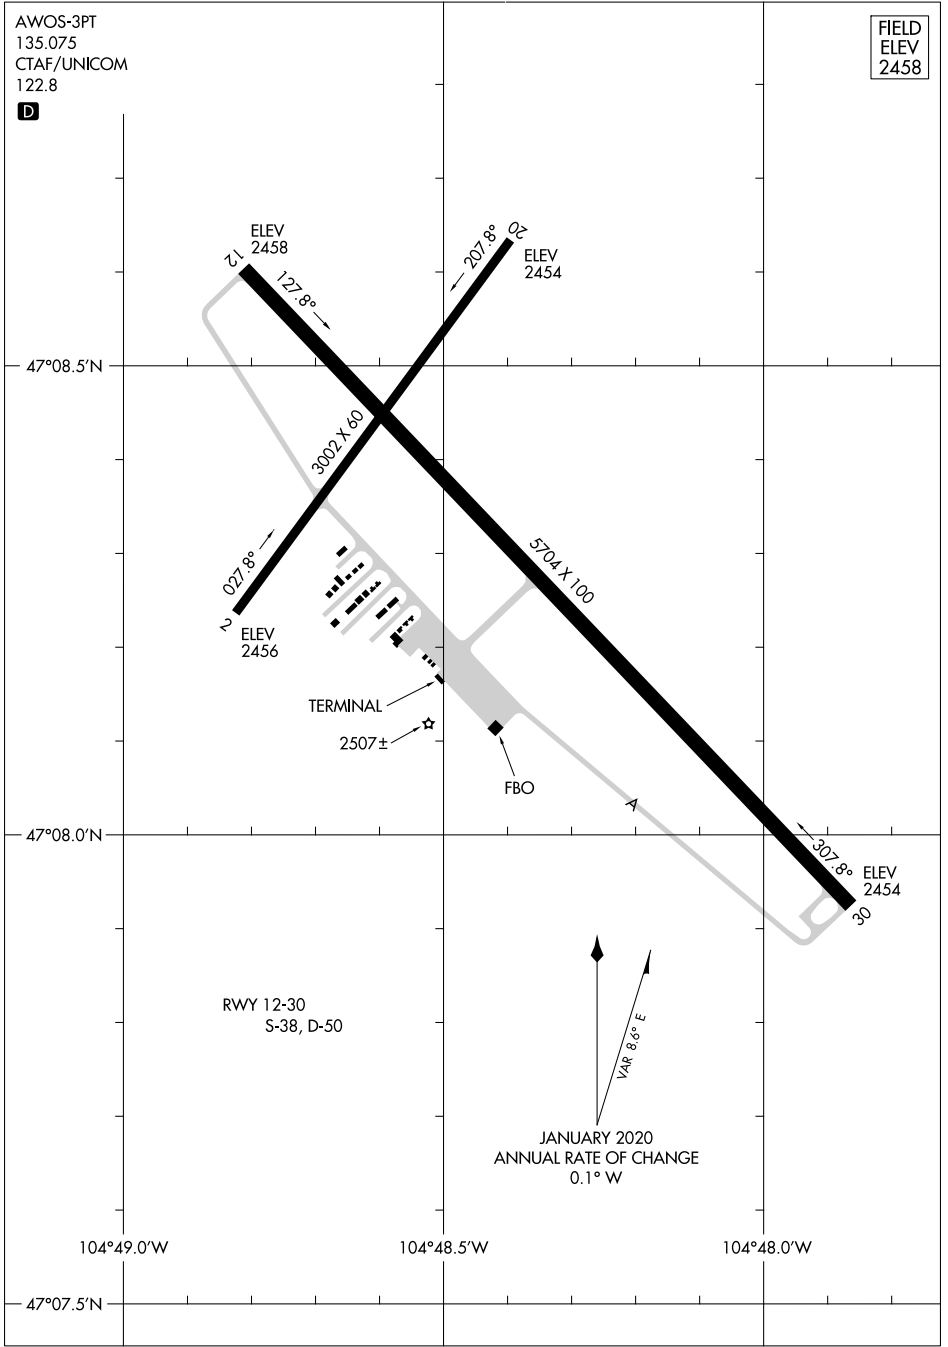 AWOS-3PT
135.075
CTAF/UNICOM
122.8
D
FIELD
ELEV
2458
ELEV
2458
12
127.8°
207.8°
20
ELEV
2454
47°08.5'N
3002 X 60
027.8°
2
ELEV
2456
5704 X 100
TERMINAL
2507±
FBO
A
47°08.0'N
307.8°
ELEV
2454
30
RWY 12-30
S-38, D-50
VAR 8.6° E
JANUARY 2020
ANNUAL RATE OF CHANGE
0.1° W
104°49.0'W
104°48.5'W
104°48.0'W
47°07.5'N